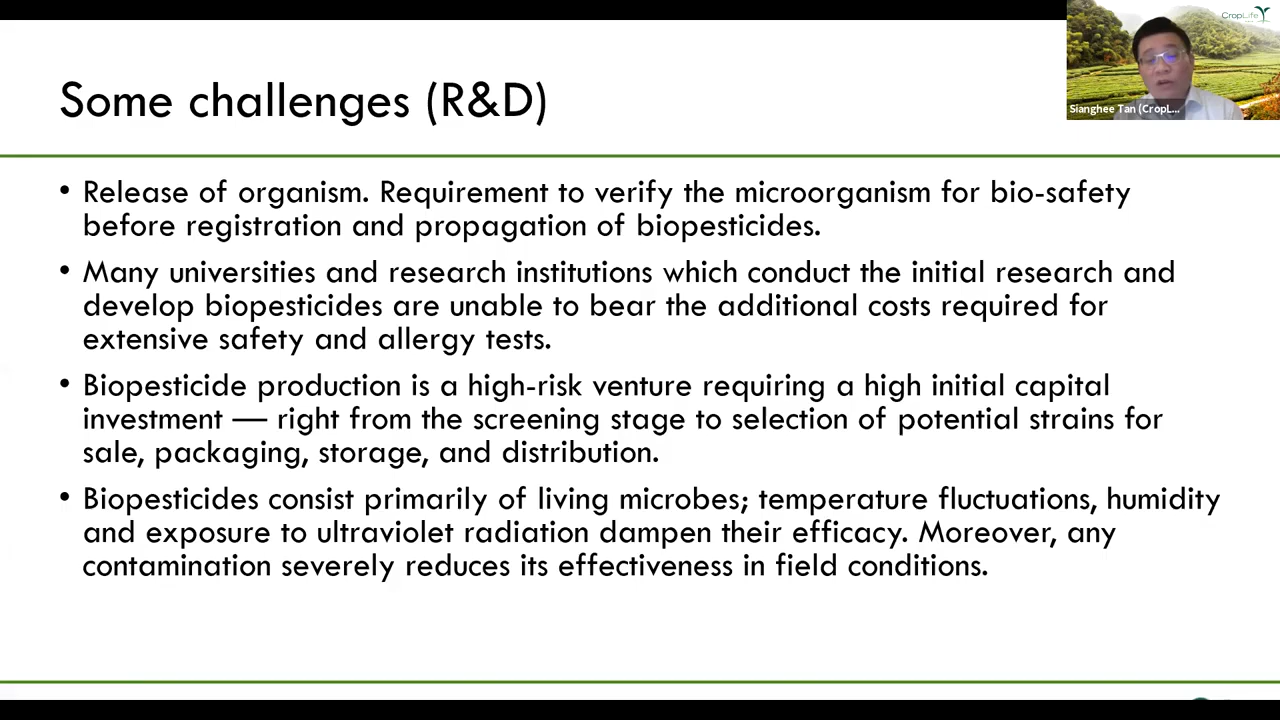 CropLife
Some challenges (R&D)
Sianghee Tan (CropL...
• Release of organism. Requirement to verify the microorganism for bio-safety
before registration and propagation of biopesticides.
• Many universities and research institutions which conduct the initial research and
develop biopesticides are unable to bear the additional costs required for
extensive safety and allergy tests.
• Biopesticide production is a high-risk venture requiring a high initial capital
investment — right from the screening stage to selection of potential strains for
sale, packaging, storage, and distribution.
• Biopesticides consist primarily of living microbes; temperature fluctuations, humidity
and exposure to ultraviolet radiation dampen their efficacy. Moreover, any
contamination severely reduces its effectiveness in field conditions.